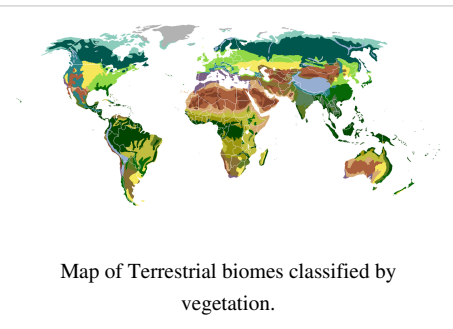 Map of Terrestrial biomes classified by
vegetation.